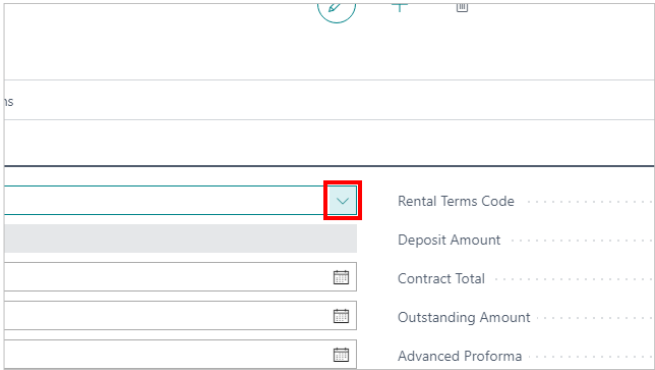 Rental Terms Code
Deposit Amount
Contract Total
Outstanding Amount
Advanced Proforma